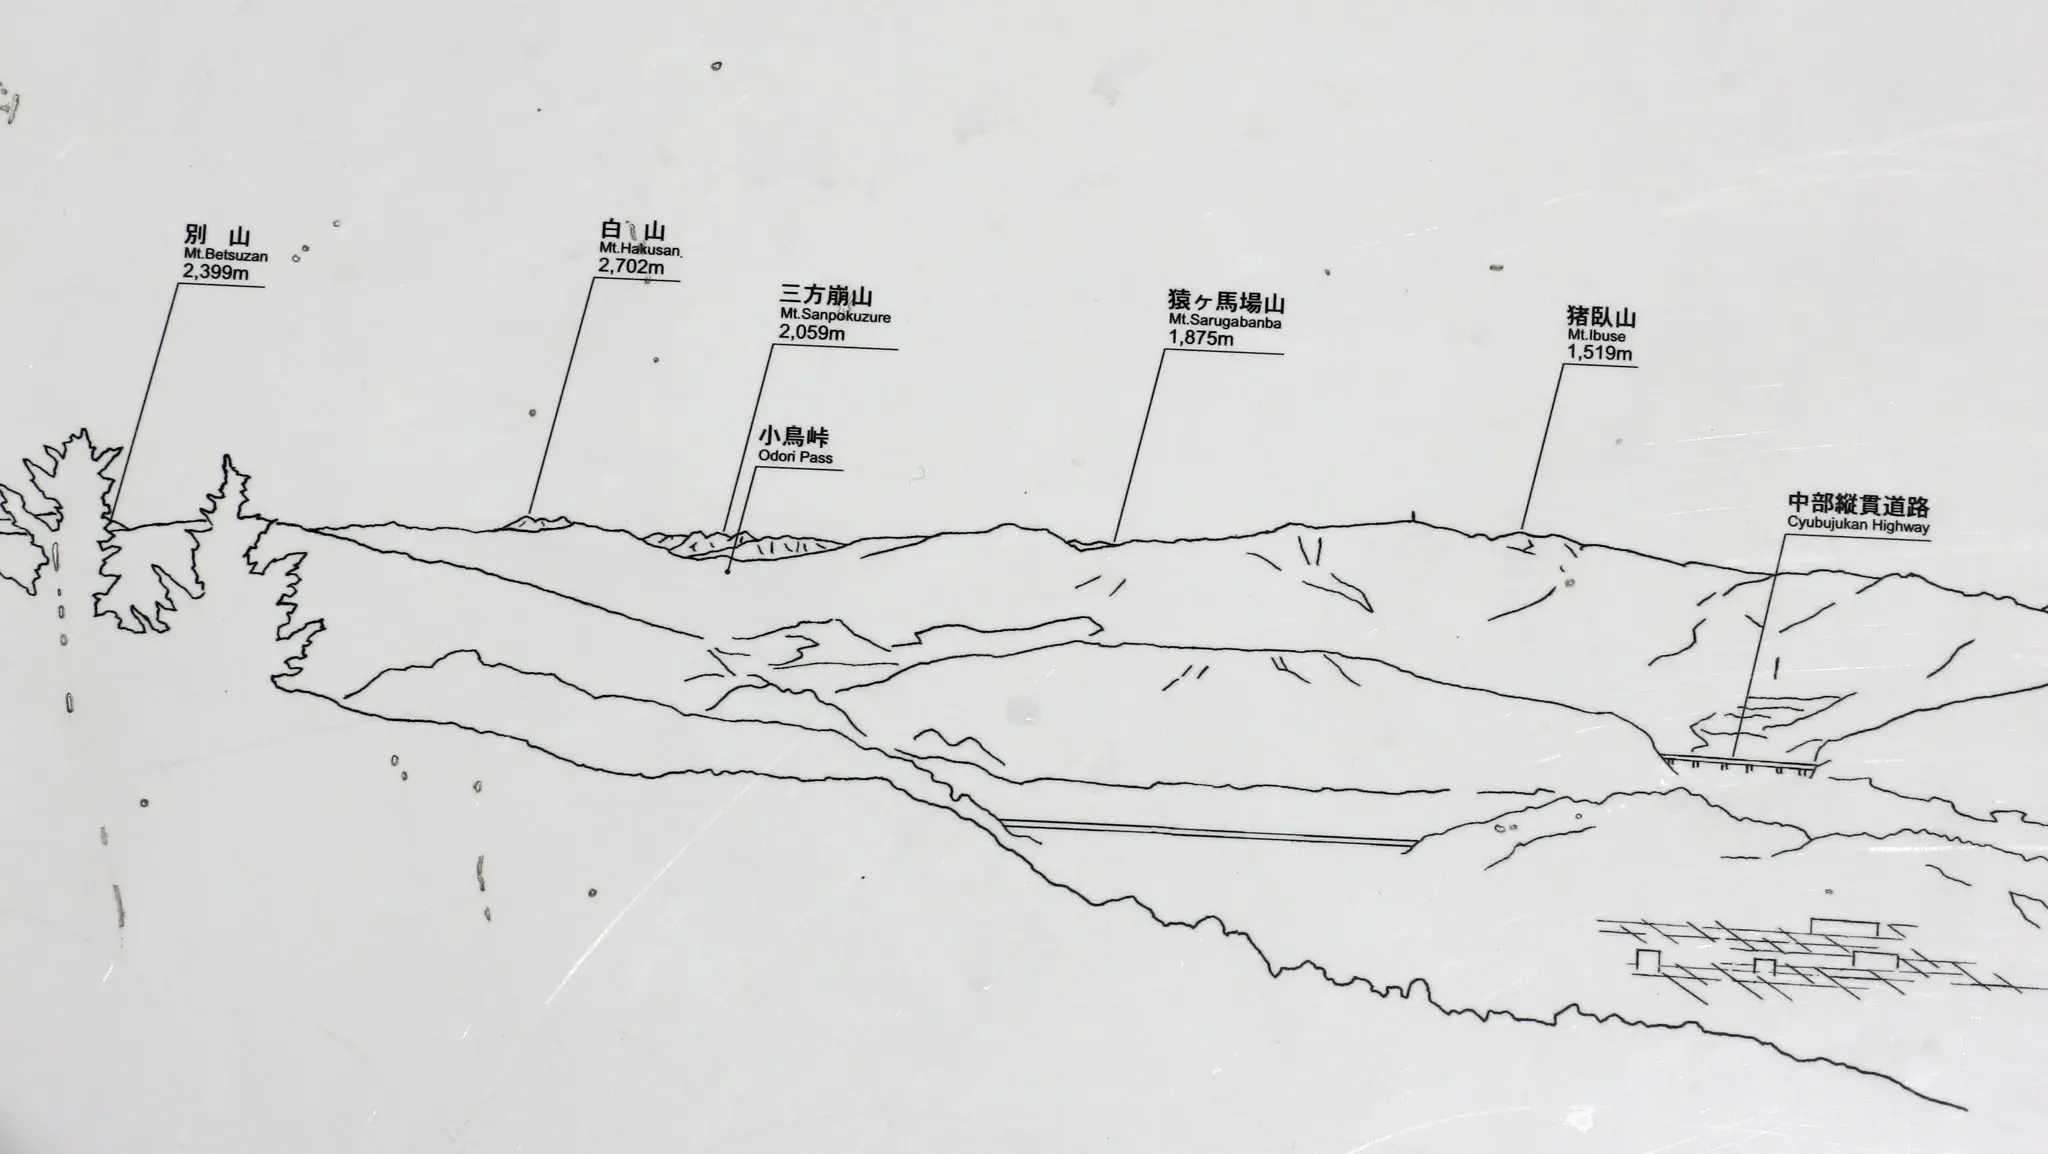 別 山
Mt.Betsuzan
2,399m
白 山
Mt.Hakusan
2,702m
三方崩山
Mt.Sanpokuzure
2,059m
小鳥峠
Odori Pass
猿ヶ馬場山
Mt.Sarugabanba
1,875m
猪臥山
Mt.Ibuse
1,519m
中部縦貫道路
Cyubujukan Highway